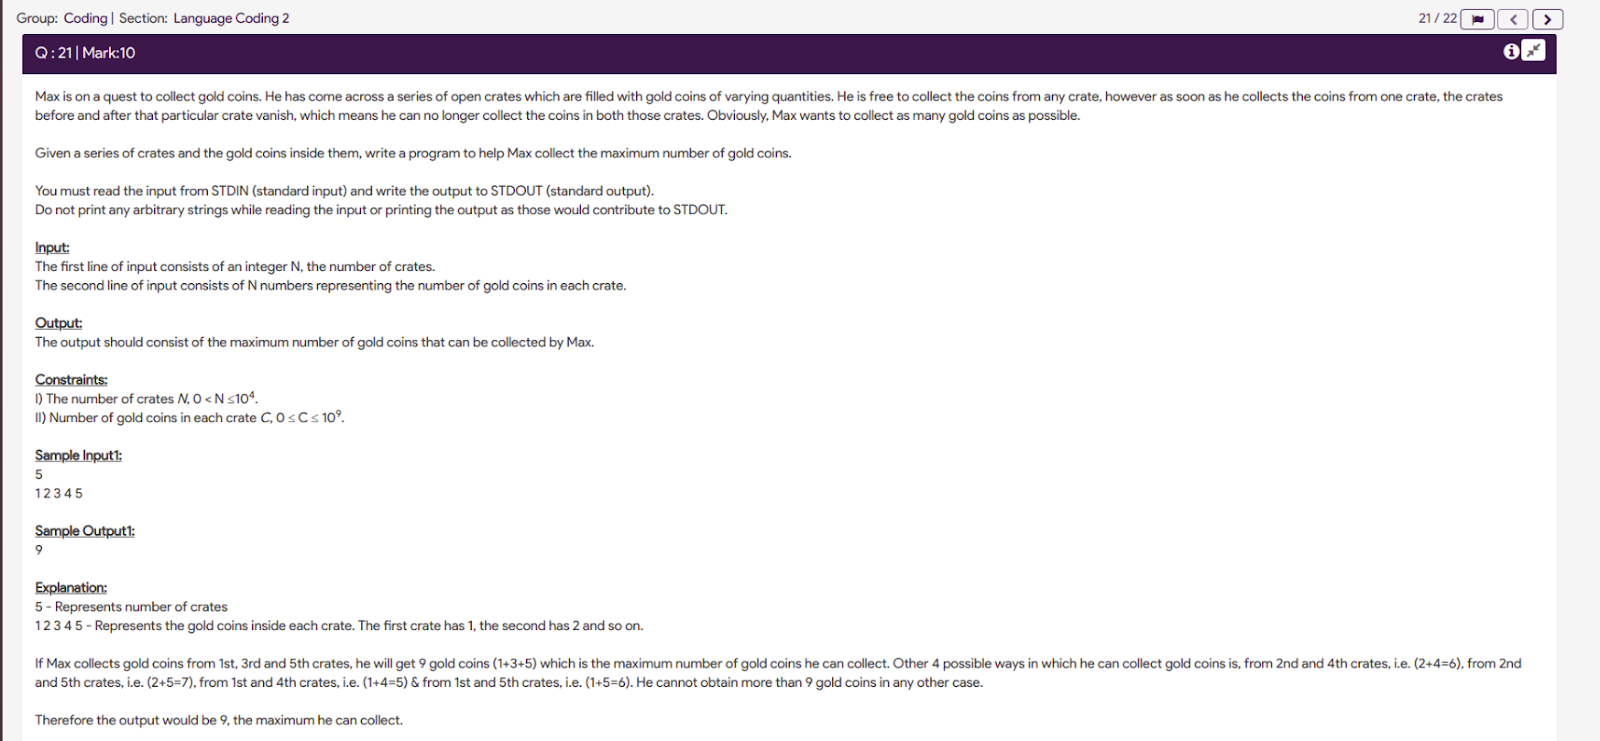 Group: Coding | Section: Language Coding 2
21 / 22
Q : 21 | Mark:10
Max is on a quest to collect gold coins. He has come across a series of open crates which are filled with gold coins of varying quantities. He is free to collect the coins from any crate, however as soon as he collects the coins from one crate, the crates
before and after that particular crate vanish, which means he can no longer collect the coins in both those crates. Obviously, Max wants to collect as many gold coins as possible.
Given a series of crates and the gold coins inside them, write a program to help Max collect the maximum number of gold coins.
You must read the input from STDIN (standard input) and write the output to STDOUT (standard output).
Do not print any arbitrary strings while reading the input or printing the output as those would contribute to STDOUT.
Input:
The first line of input consists of an integer N, the number of crates.
The second line of input consists of N numbers representing the number of gold coins in each crate.
Output:
The output should consist of the maximum number of gold coins that can be collected by Max.
Constraints:
I) The number of crates N, 0 < N ≤10⁴.
II) Number of gold coins in each crate C, 0 ≤ C ≤ 10⁹.
Sample Input1:
5
1 2 3 4 5
Sample Output1:
9
Explanation:
5 - Represents number of crates
1 2 3 4 5 - Represents the gold coins inside each crate. The first crate has 1, the second has 2 and so on.
If Max collects gold coins from 1st, 3rd and 5th crates, he will get 9 gold coins (1+3+5) which is the maximum number of gold coins he can collect. Other 4 possible ways in which he can collect gold coins is, from 2nd and 4th crates, i.e. (2+4=6), from 2nd
and 5th crates, i.e. (2+5=7), from 1st and 4th crates, i.e. (1+4=5) & from 1st and 5th crates, i.e. (1+5=6). He cannot obtain more than 9 gold coins in any other case.
Therefore the output would be 9, the maximum he can collect.